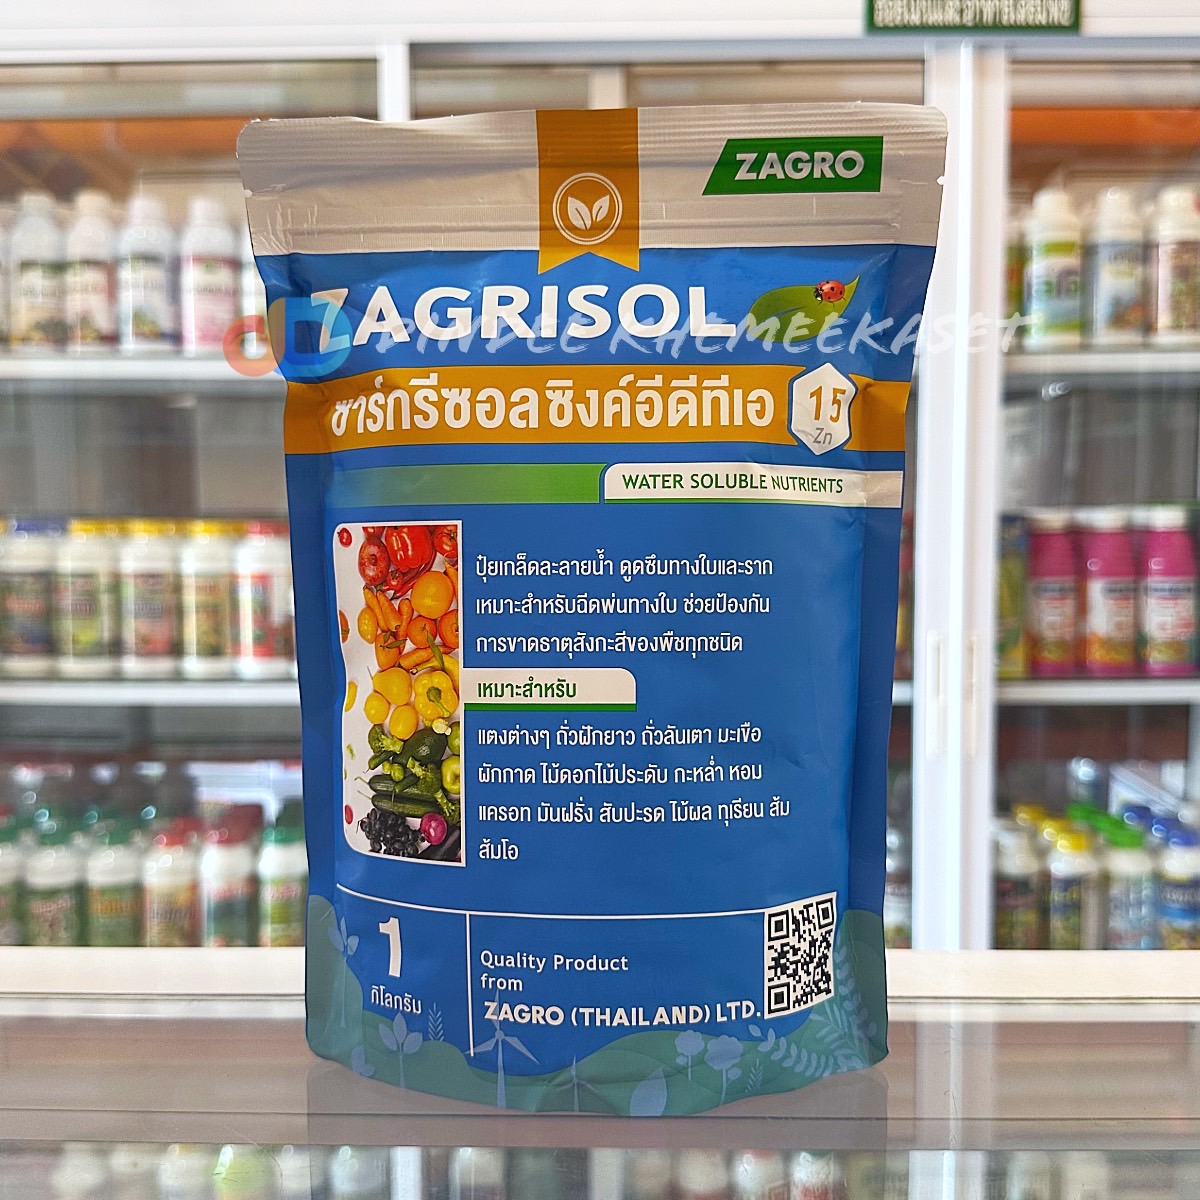 ZAGRO
ZAGRISOL
DINDEE KHEMEEKASET
ซาร์กรีซอล ซิงค์อีดีทีเอ
15
Zn
WATER SOLUBLE NUTRIENTS
ปุ๋ยเกล็ดละลายน้ำ ดูดซึมทางใบและราก
เหมาะสำหรับฉีดพ่นทางใบ ช่วยป้องกัน
การขาดธาตุสังกะสีของพืชทุกชนิด
เหมาะสำหรับ
แตงต่างๆ ถั่วฝักยาว ถั่วลันเตา มะเขือ
ผักกาด ไม้ดอกไม้ประดับ กะหล่ำ หอม
แครอท มันฝรั่ง สับปะรด ไม้ผล ทุเรียน ส้ม
ส้มโอ
1
กิโลกรัม
Quality Product
from
ZAGRO (THAILAND) LTD.